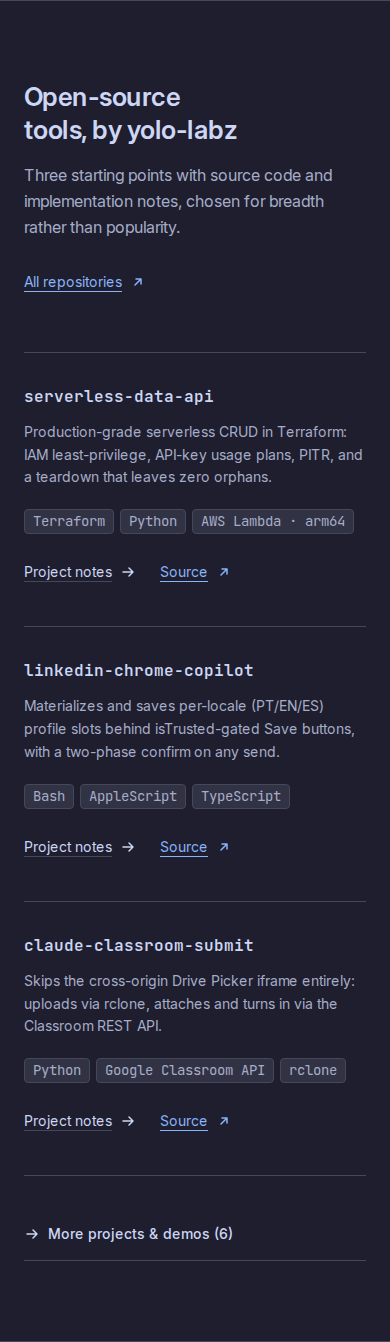 Open-source
tools, by yolo-labz
Three starting points with source code and
implementation notes, chosen for breadth
rather than popularity.
All repositories ↗
serverless-data-api
Production-grade serverless CRUD in Terraform:
IAM least-privilege, API-key usage plans, PITR, and
a teardown that leaves zero orphans.
Terraform Python AWS Lambda · arm64
Project notes → Source ↗
linkedin-chrome-copilot
Materializes and saves per-locale (PT/EN/ES)
profile slots behind isTrusted-gated Save buttons,
with a two-phase confirm on any send.
Bash AppleScript TypeScript
Project notes → Source ↗
claude-classroom-submit
Skips the cross-origin Drive Picker iframe entirely:
uploads via rclone, attaches and turns in via the
Classroom REST API.
Python Google Classroom API rclone
Project notes → Source ↗
→ More projects & demos (6)